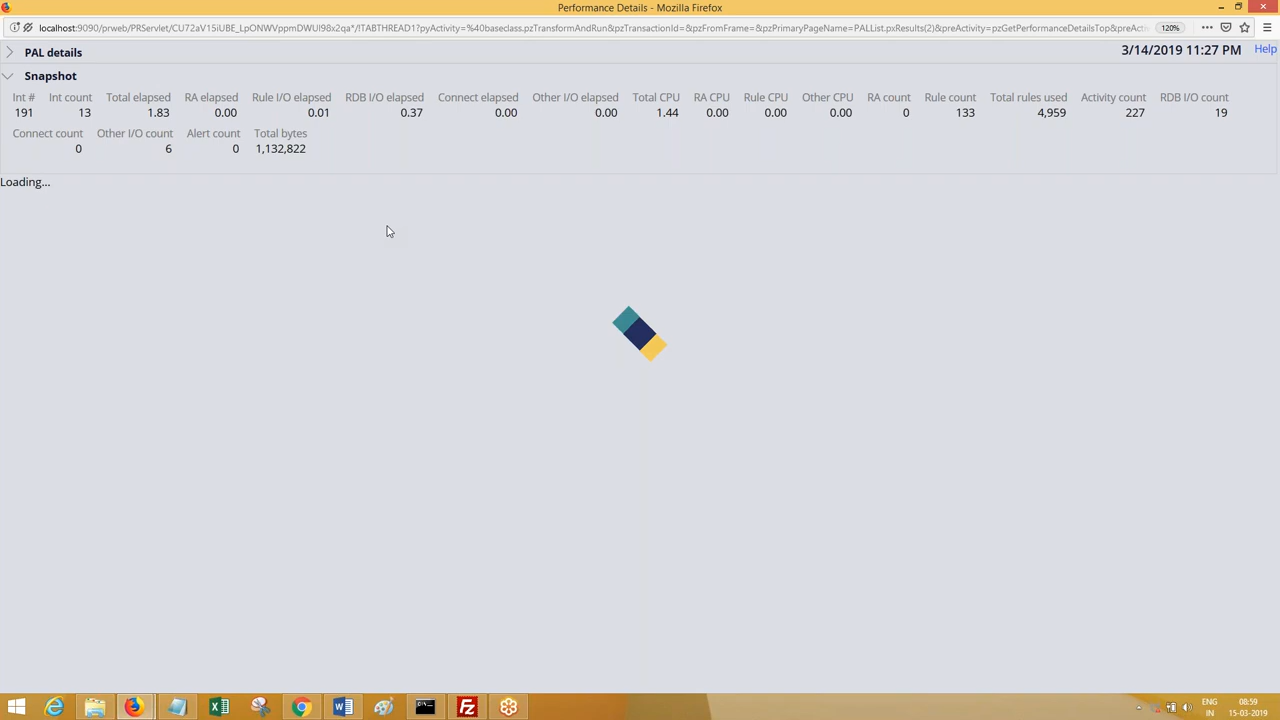 Performance Details - Mozilla Firefox
localhost:9090/prweb/PRServlet/CU72aV15iUBE_LpONWVppmDWUI98x2qa*/!TABTHREAD1?pyActivity=%40baseclass.pzTransformAndRun&pzTransactionId=&pzFromFrame=&pzPrimaryPageName=PALList.pxResults(2)&preActivity=pzGetPerformanceDetailsTop&preActi 120%
PAL details 3/14/2019 11:27 PM Help
Snapshot
Int # Int count Total elapsed RA elapsed Rule I/O elapsed RDB I/O elapsed Connect elapsed Other I/O elapsed Total CPU RA CPU Rule CPU Other CPU RA count Rule count Total rules used Activity count RDB I/O count
191 13 1.83 0.00 0.01 0.37 0.00 0.00 1.44 0.00 0.00 0.00 0 133 4,959 227 19
Connect count Other I/O count Alert count Total bytes
0 6 0 1,132,822
Loading...
ENG 08:59
IN 15-03-2019